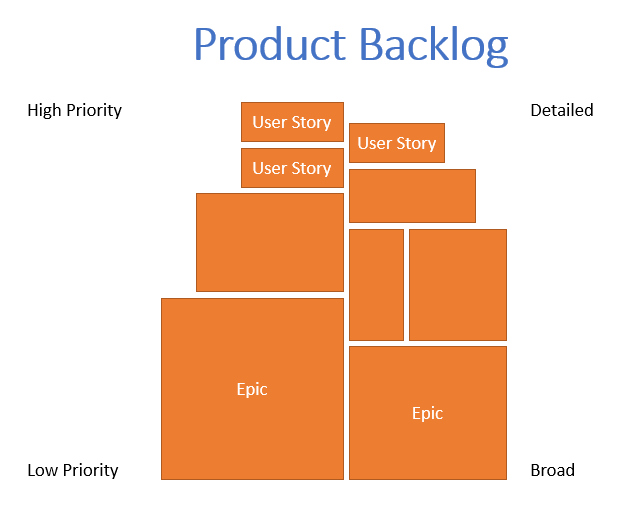 Product Backlog
High Priority
Detailed
User Story
User Story
User Story
Epic
Epic
Low Priority
Broad